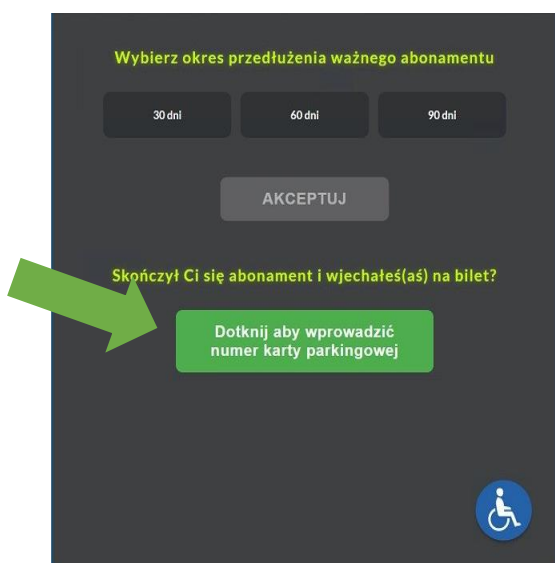 Wybierz okres przedłużenia ważnego abonamentu
30 dni 60 dni 90 dni
AKCEPTUJ
Skończył Ci się abonament i wjechałeś(aś) na bilet?
Dotknij aby wprowadzić
numer karty parkingowej